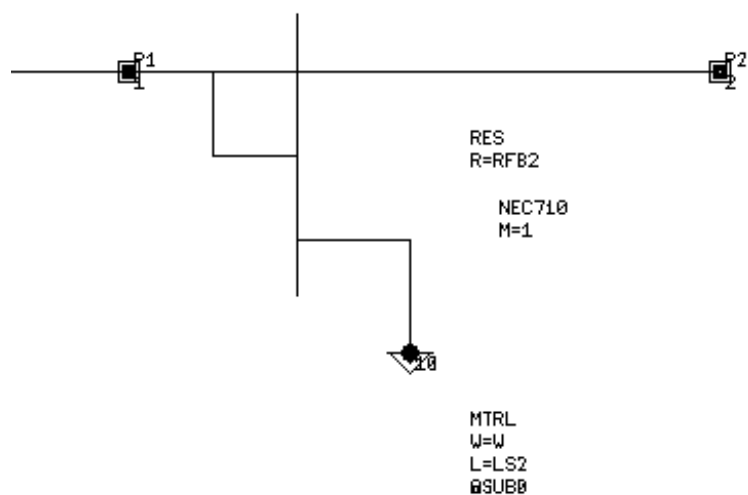 P1
P2
1
2
RES
R=RFB2
NEC710
M=1
10
MTRL
W=W
L=LS2
@SUB0